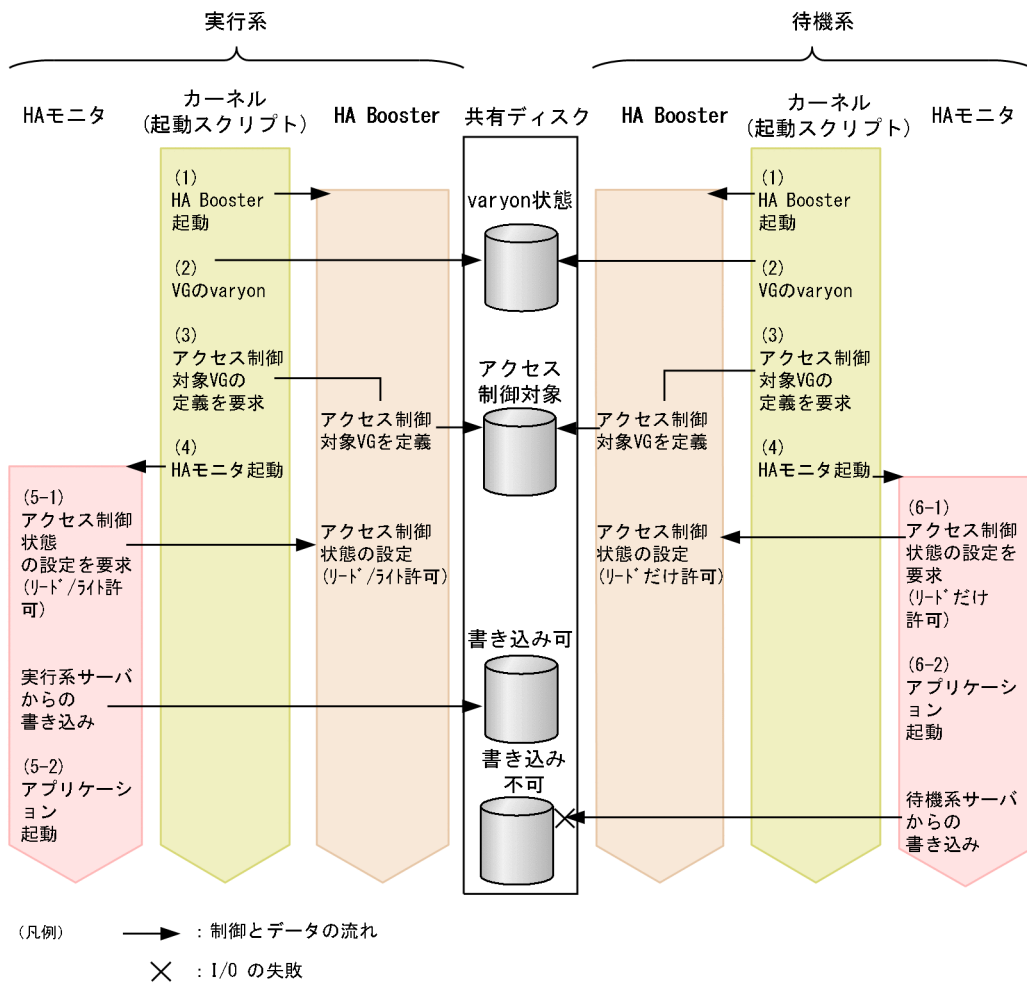 実行系
待機系
HAモニタ
カーネル
(起動スクリプト)
HA Booster
共有ディスク
HA Booster
カーネル
(起動スクリプト)
HAモニタ
(1)
HA Booster
起動
(2)
VGのvaryon
(3)
アクセス制御
対象VGの
定義を要求
(4)
HAモニタ起動
(5-1)
アクセス制御
状態
の設定を要求
(ﾘｰﾄﾞ/ﾗｲﾄ許
可)
実行系サーバ
からの
書き込み
(5-2)
アプリケーシ
ョン
起動
アクセス制御
対象VGを定義
アクセス制御
状態の設定
(ﾘｰﾄﾞ/ﾗｲﾄ許可)
varyon状態
アクセス
制御対象
書き込み可
書き込み
不可
アクセス制御
対象VGを定義
アクセス制御
状態の設定
(ﾘｰﾄﾞだけ許可)
(1)
HA Booster
起動
(2)
VGのvaryon
(3)
アクセス制御
対象VGの
定義を要求
(4)
HAモニタ起動
(6-1)
アクセス制御
状態の設定を
要求
(ﾘｰﾄﾞだけ
許可)
(6-2)
アプリケーシ
ョン
起動
待機系サーバ
からの
書き込み
(凡例)
：制御とデータの流れ
：I/O の失敗